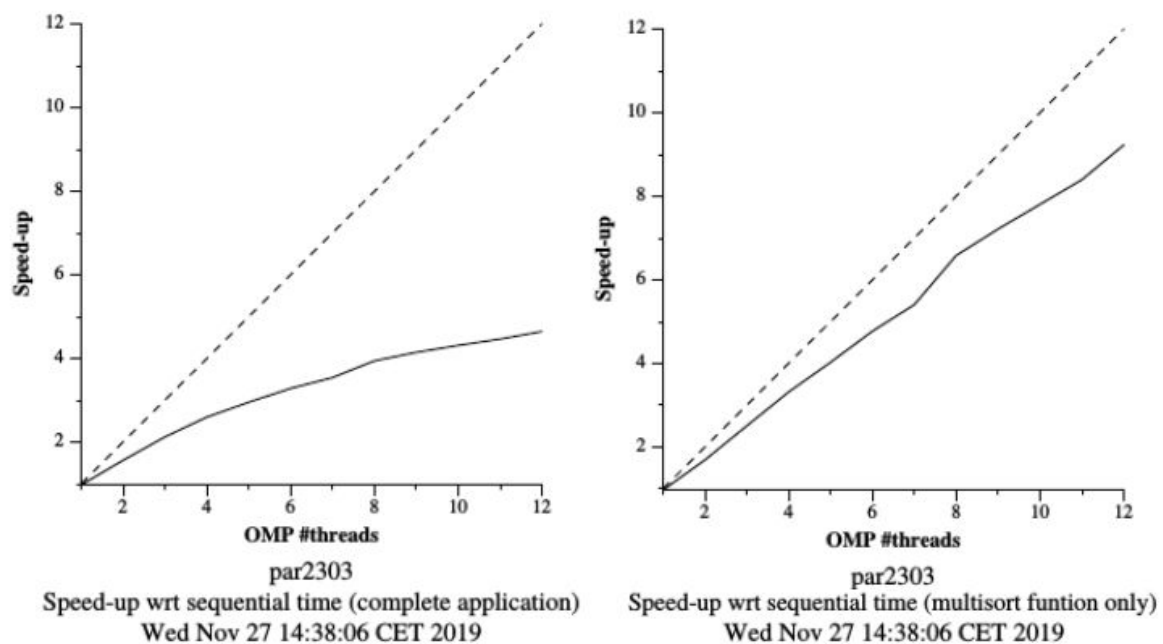 12
10
8
6
4
2
Speed-up
2 4 6 8 10 12
OMP #threads
par2303
Speed-up wrt sequential time (complete application)
Wed Nov 27 14:38:06 CET 2019
12
10
8
6
4
2
Speed-up
2 4 6 8 10 12
OMP #threads
par2303
Speed-up wrt sequential time (multisort funtion only)
Wed Nov 27 14:38:06 CET 2019